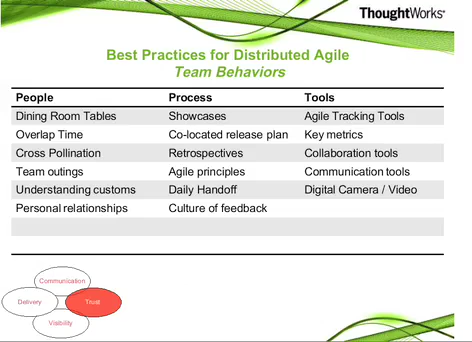 ThoughtWorks®
Best Practices for Distributed Agile
Team Behaviors
People Process Tools
Dining Room Tables Showcases Agile Tracking Tools
Overlap Time Co-located release plan Key metrics
Cross Pollination Retrospectives Collaboration tools
Team outings Agile principles Communication tools
Understanding customs Daily Handoff Digital Camera / Video
Personal relationships Culture of feedback
Communication
Delivery Trust
Visibility